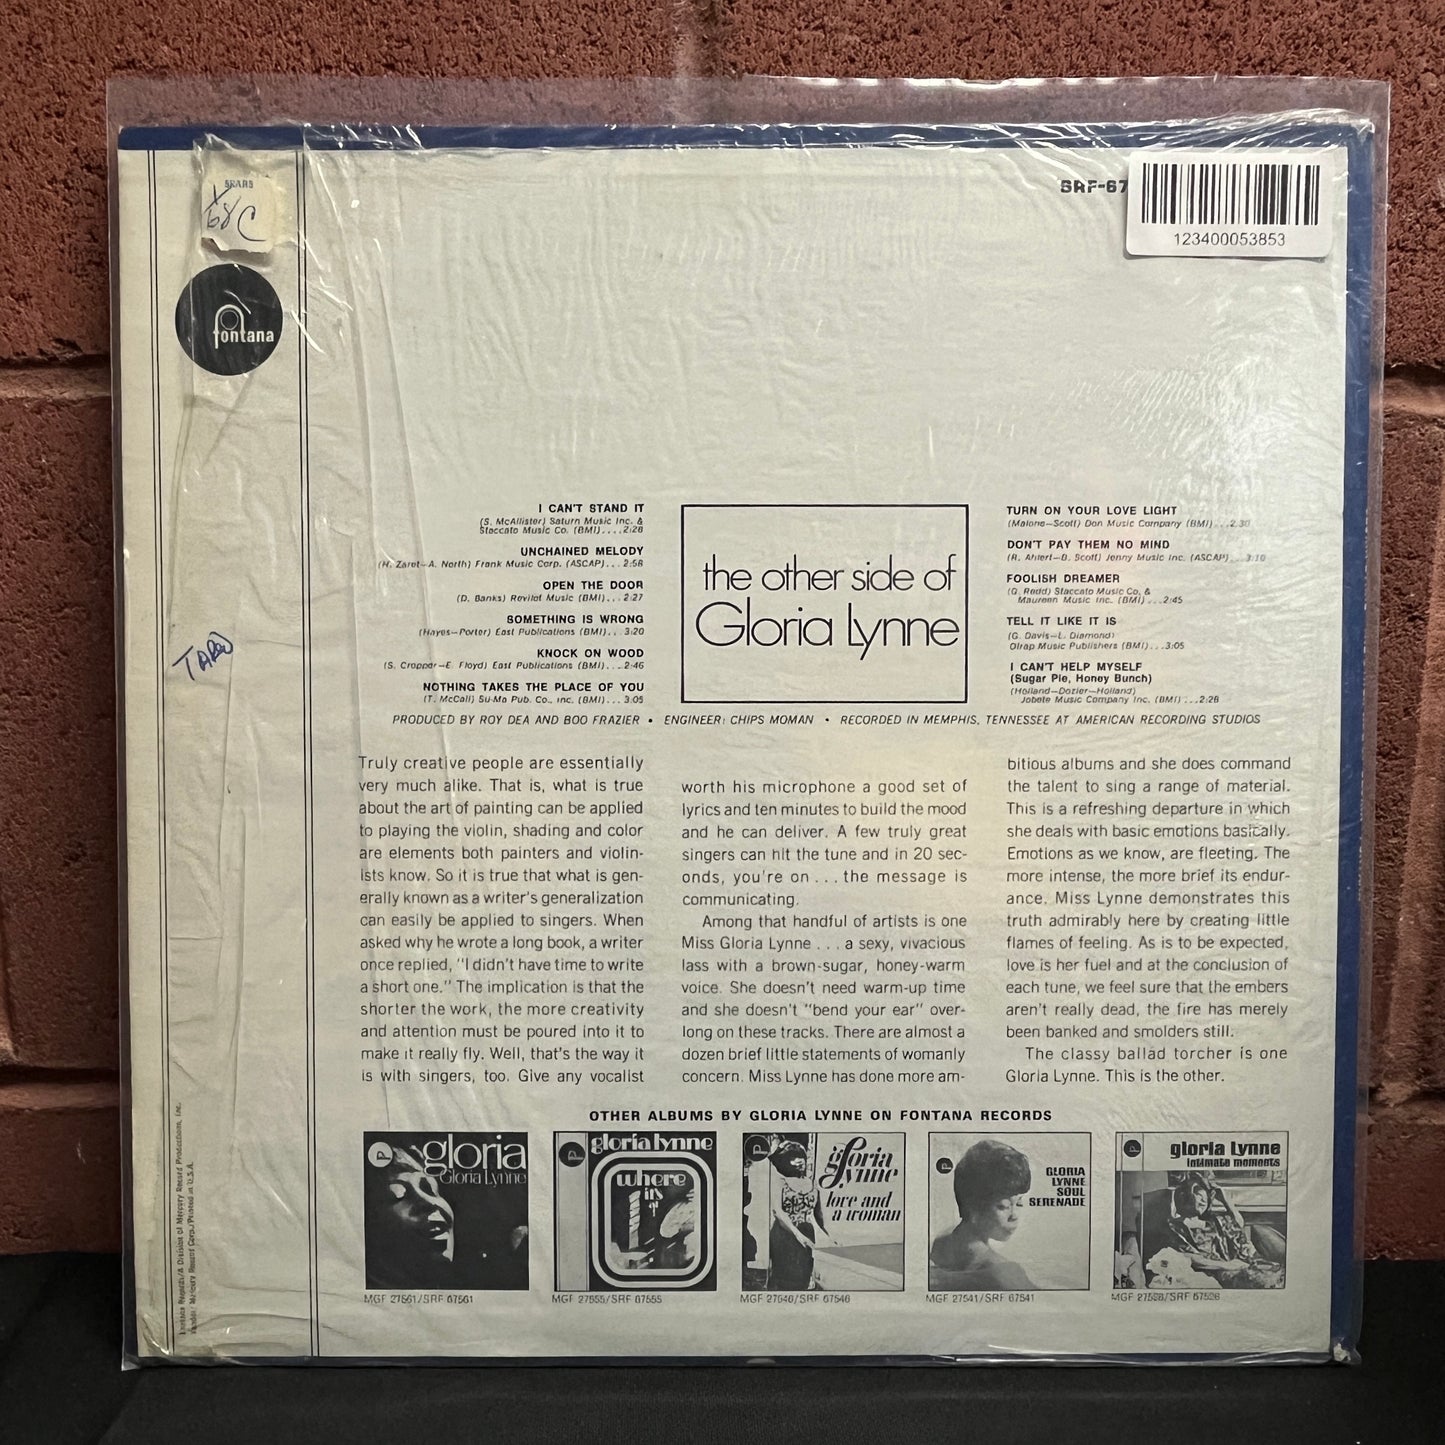 SEARS
68C
fontana
SRF-67
123400053853
TARO
I CAN'T STAND IT
(S. McAllister) Saturn Music Inc. &
Staccato Music Co. (BMI)....2:28
UNCHAINED MELODY
(H. Zaret—A. North) Frank Music Corp. (ASCAP)...2:56
OPEN THE DOOR
(D. Banks) Revilot Music (BMI)...2:27
SOMETHING IS WRONG
(Hayes—Porter) East Publications (BMI)...3:20
KNOCK ON WOOD
(S. Cropper—E. Floyd) East Publications (BMI)...2:46
NOTHING TAKES THE PLACE OF YOU
(T. McCall) Su-Ma Pub. Co., Inc. (BMI)...3:05
the other side of
Gloria Lynne
TURN ON YOUR LOVE LIGHT
(Malone—Scott) Don Music Company (BMI)...2:30
DON'T PAY THEM NO MIND
(R. Ahlert—B. Scott) Jenny Music Inc. (ASCAP)...3:10
FOOLISH DREAMER
(G. Redd) Staccato Music Co. &
Maureen Music Inc. (BMI)...2:45
TELL IT LIKE IT IS
(G. Davis—L. Diamond)
Olrap Music Publishers (BMI)...3:05
I CAN'T HELP MYSELF
(Sugar Pie, Honey Bunch)
(Holland—Dozier—Holland)
Jobete Music Company Inc. (BMI)...2:28
PRODUCED BY ROY DEA AND BOO FRAZIER • ENGINEER: CHIPS MOMAN • RECORDED IN MEMPHIS, TENNESSEE AT AMERICAN RECORDING STUDIOS
Truly creative people are essentially
very much alike. That is, what is true
about the art of painting can be applied
to playing the violin, shading and color
are elements both painters and violin-
ists know. So it is true that what is gen-
erally known as a writer's generalization
can easily be applied to singers. When
asked why he wrote a long book, a writer
once replied, "I didn't have time to write
a short one." The implication is that the
shorter the work, the more creativity
and attention must be poured into it to
make it really fly. Well, that's the way it
is with singers, too. Give any vocalist
worth his microphone a good set of
lyrics and ten minutes to build the mood
and he can deliver. A few truly great
singers can hit the tune and in 20 sec-
onds, you're on ... the message is
communicating.
Among that handful of artists is one
Miss Gloria Lynne ... a sexy, vivacious
lass with a brown-sugar, honey-warm
voice. She doesn't need warm-up time
and she doesn't "bend your ear" over-
long on these tracks. There are almost a
dozen brief little statements of womanly
concern. Miss Lynne has done more am-
bitious albums and she does command
the talent to sing a range of material.
This is a refreshing departure in which
she deals with basic emotions basically.
Emotions as we know, are fleeting. The
more intense, the more brief its endur-
ance. Miss Lynne demonstrates this
truth admirably here by creating little
flames of feeling. As is to be expected,
love is her fuel and at the conclusion of
each tune, we feel sure that the embers
aren't really dead, the fire has merely
been banked and smolders still.
The classy ballad torcher is one
Gloria Lynne. This is the other.
OTHER ALBUMS BY GLORIA LYNNE ON FONTANA RECORDS
gloria
Gloria Lynne
MGF 27561/SRF 67561
gloria lynne
where
it's
at
MGF 27555/SRF 67555
gloria
lynne
love and
a woman
MGF 27546/SRF 67546
GLORIA
LYNNE
SOUL
SERENADE
MGF 27541/SRF 67541
gloria lynne
intimate moments
MGF 27528/SRF 67528
Fontana Records/A Division of Mercury Record Productions, Inc.
Vendor: Mercury Record Corp./Printed in U.S.A.